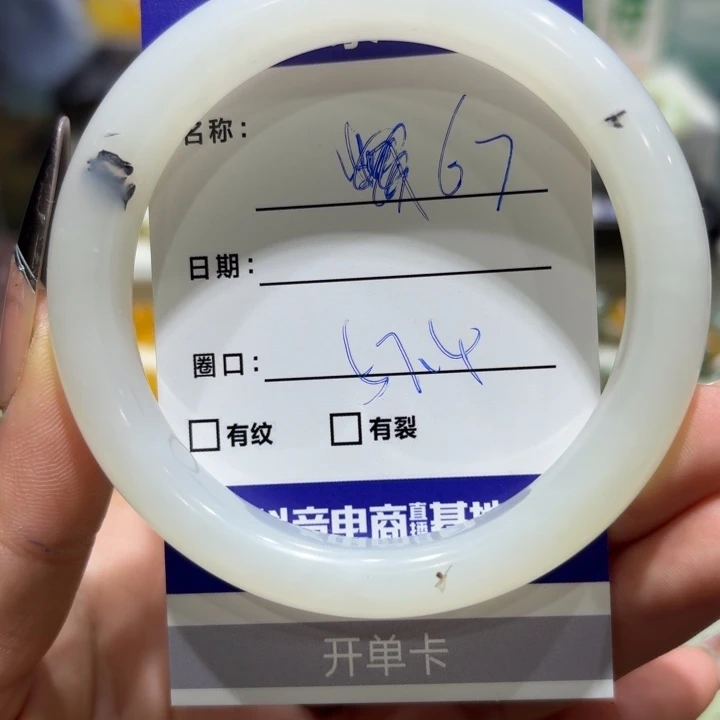 名称： 67
日期：
圈口： 57.4
有纹 有裂
抖音电商直播基地
开单卡